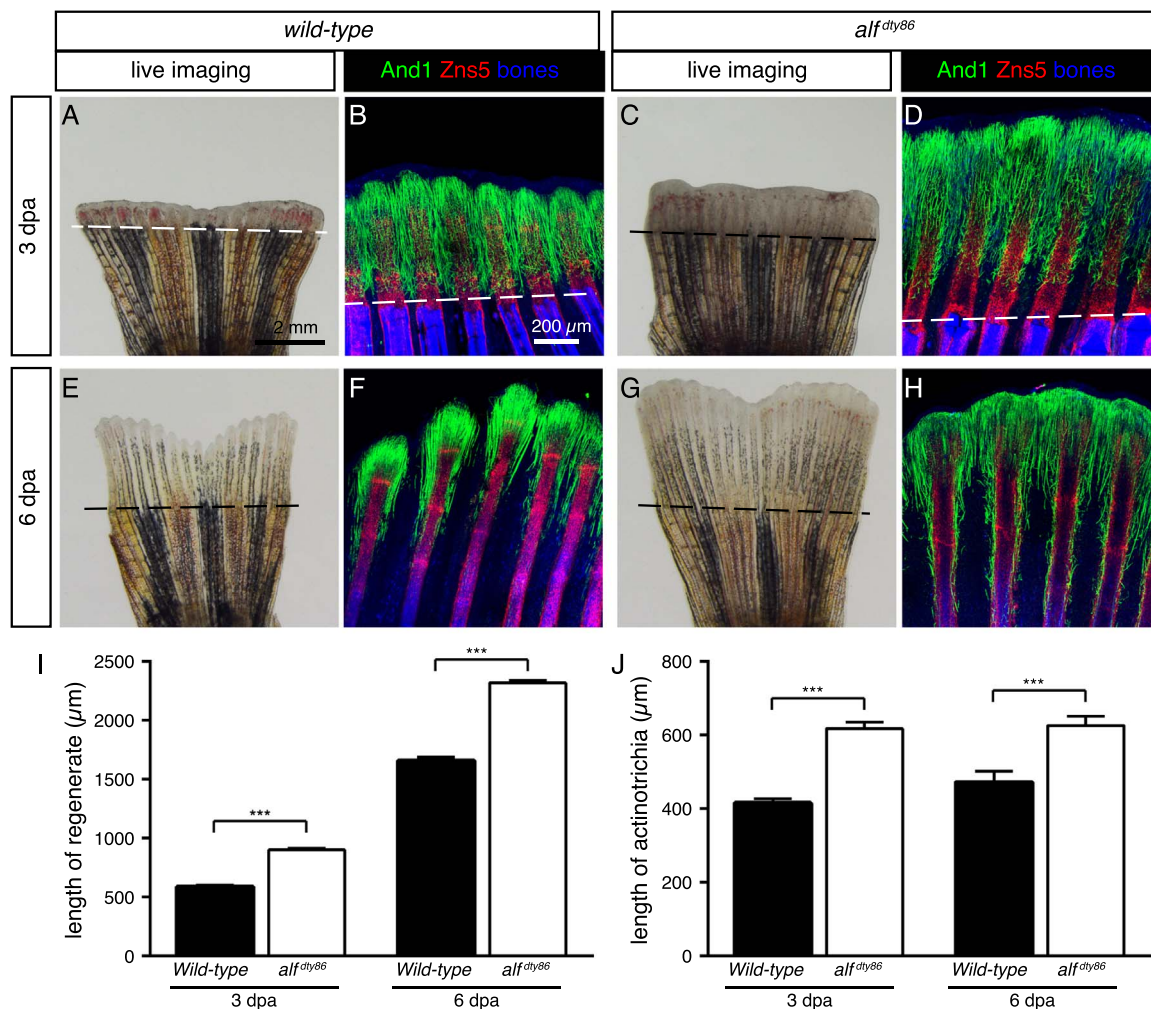 wild-type
alf dty86
live imaging
And1 Zns5 bones
live imaging
And1 Zns5 bones
3 dpa
A
2 mm
B
200 µm
C
D
6 dpa
E
F
G
H
I
length of regenerate (µm)
2500
2000
1500
1000
500
0
***
***
Wild-type
alf dty86
Wild-type
alf dty86
3 dpa
6 dpa
J
length of actinotrichia (µm)
800
600
400
200
0
***
***
Wild-type
alf dty86
Wild-type
alf dty86
3 dpa
6 dpa